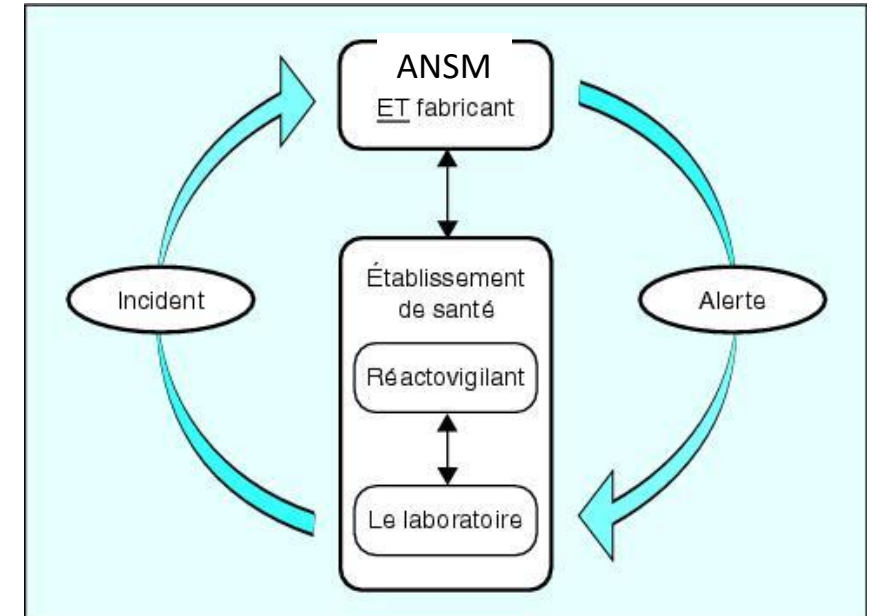 ANSM
ET fabricant
Établissement
de santé
Incident
Alerte
Réactovigilant
Le laboratoire